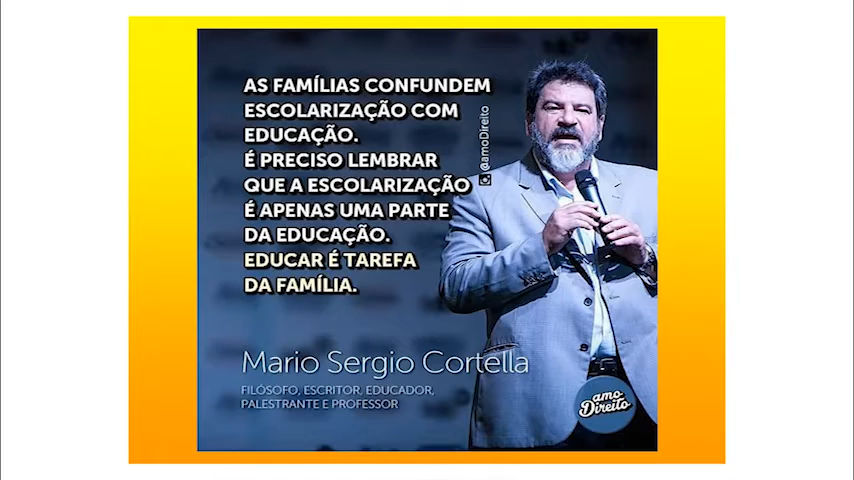 AS FAMÍLIAS CONFUNDEM
ESCOLARIZAÇÃO COM
EDUCAÇÃO.
É PRECISO LEMBRAR
QUE A ESCOLARIZAÇÃO
É APENAS UMA PARTE
DA EDUCAÇÃO.
EDUCAR É TAREFA
DA FAMÍLIA.
@amoDireito
Mario Sergio Cortella
FILÓSOFO, ESCRITOR, EDUCADOR,
PALESTRANTE E PROFESSOR
amo
Direito